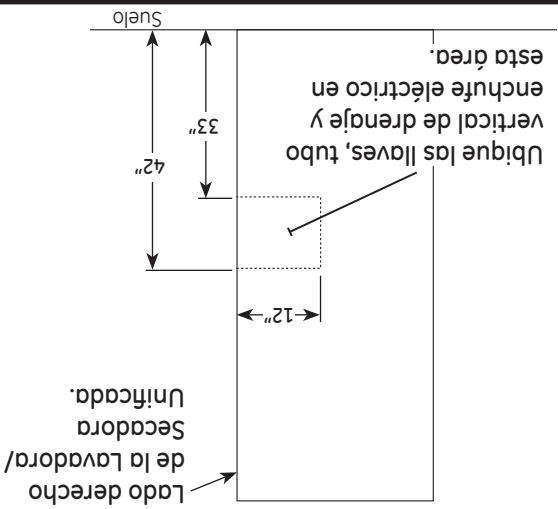 Lado derecho
de la Lavadora/
Secadora
Unificada.
12"
Ubique las llaves, tubo
vertical de drenaje y
enchufe eléctrico en
esta área.
42"
33"
Suelo